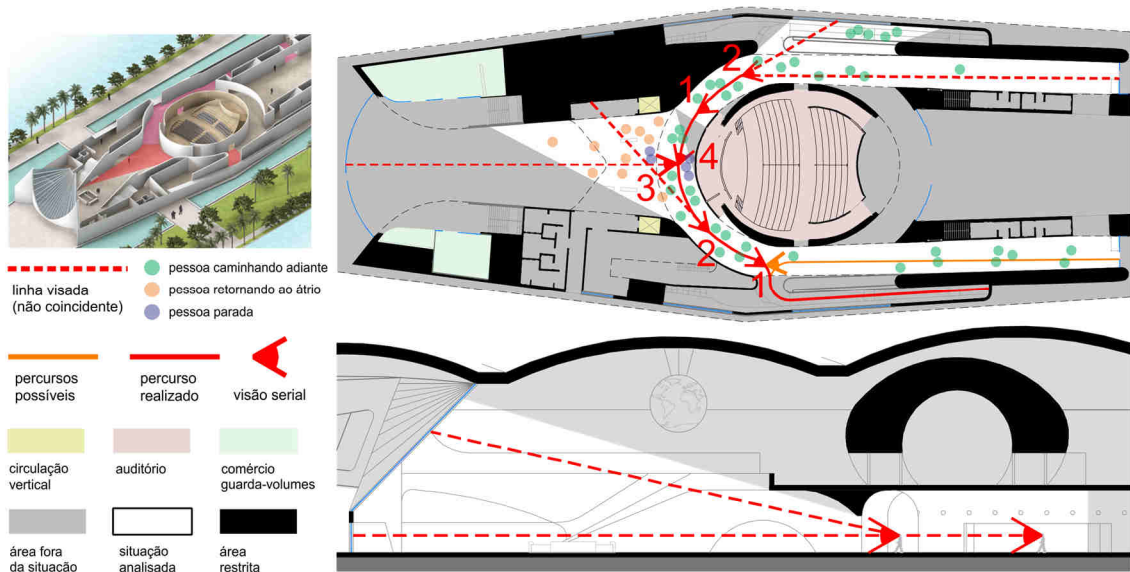 linha visada
(não coincidente)
pessoa caminhando adiante
pessoa retornando ao átrio
pessoa parada
percursos
possíveis
percurso
realizado
visão serial
circulação
vertical
auditório
comércio
guarda-volumes
área fora
da situação
situação
analisada
área
restrita
2
1
4
3
2
1